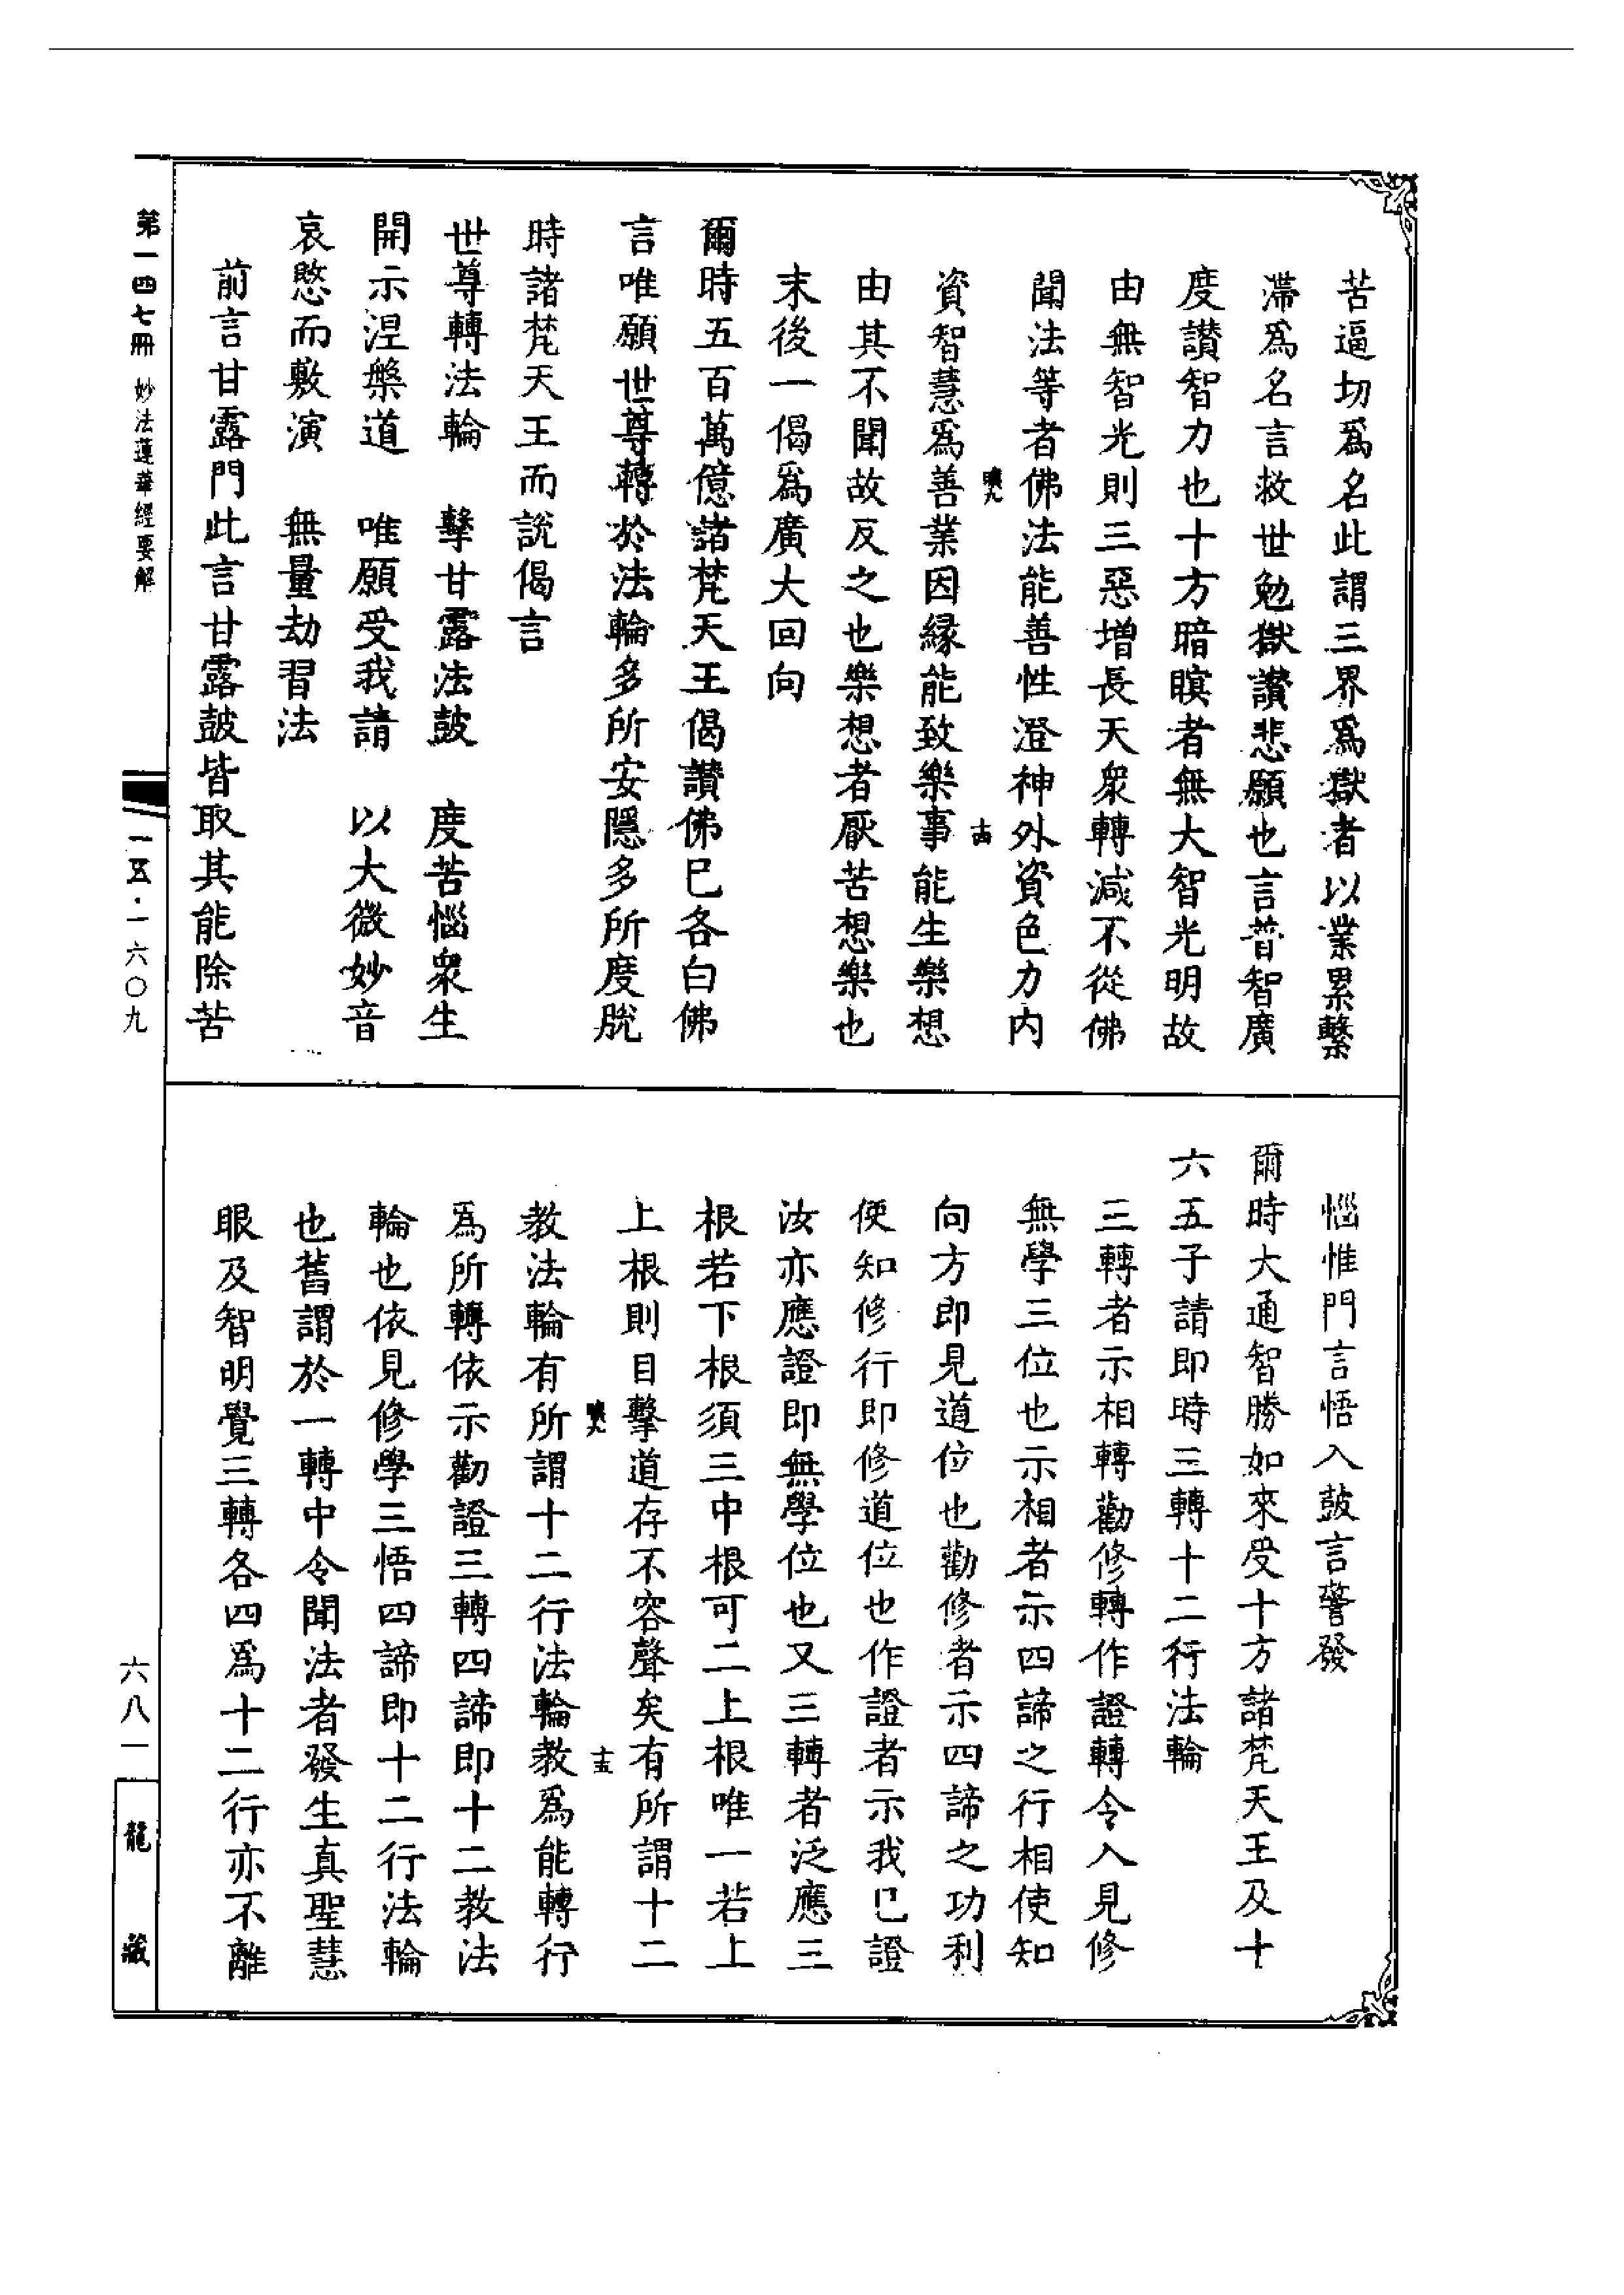 苦逼切爲名此謂三界爲獄者以業累繫
滯爲名言救世勉獄讚悲願也言普智廣
度讚智力也十方暗瞑者無大智光明故
由無智光則三惡增長天衆轉減不從佛
聞法等者佛法能善性澄神外資色力内
資智慧爲善業因緣能致樂事能生樂想
由其不聞故反之也樂想者厭苦想樂也
末後一偈爲廣大回向
爾時五百萬億諸梵天王偈讚佛已各白佛
言唯願世尊轉於法輪多所安隱多所度脫
時諸梵天王而說偈言
世尊轉法輪　擊甘露法鼓　度苦惱衆生
開示涅槃道　唯願受我請　以大微妙音
哀愍而敷演　無量劫習法
前言甘露門此言甘露鼓皆取其能除苦
惱惟門言悟入鼓言警發
爾時大通智勝如來受十方諸梵天王及十
六五子請即時三轉十二行法輪
三轉者示相轉勸修轉作證轉令入見修
無學三位也示相者示四諦之行相使知
向方即見道位也勸修者示四諦之功利
使知修行即修道位也作證者示我已證
汝亦應證即無學位也又三轉者泛應三
根若下根須三中根可二上根唯一若上
上根則目擊道存不容聲矣有所謂十二
教法輪有所謂十二行法輪教爲能轉行
爲所轉依示勸證三轉四諦即十二教法
輪也依見修學三悟四諦即十二行法輪
也舊謂於一轉中令聞法者發生真聖慧
眼及智明覺三轉各四爲十二行亦不離
第一四七冊　妙法蓮華經要解
一五·一六〇九
六八一
龍藏